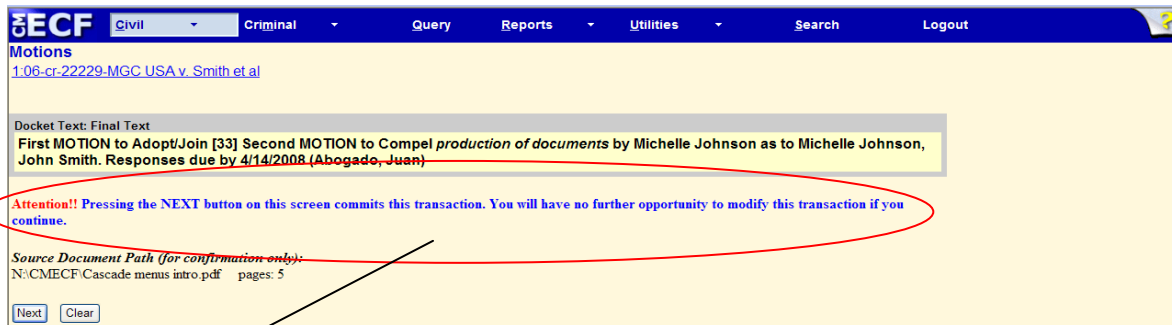 CM ECF Civil Criminal Query Reports Utilities Search Logout ?
Motions
1:06-cr-22229-MGC USA v. Smith et al
Docket Text: Final Text
First MOTION to Adopt/Join [33] Second MOTION to Compel production of documents by Michelle Johnson as to Michelle Johnson,
John Smith. Responses due by 4/14/2008 (Abogado, Juan)
Attention!! Pressing the NEXT button on this screen commits this transaction. You will have no further opportunity to modify this transaction if you
continue.
Source Document Path (for confirmation only):
N:\CMECF\Cascade menus intro.pdf pages: 5
Next Clear